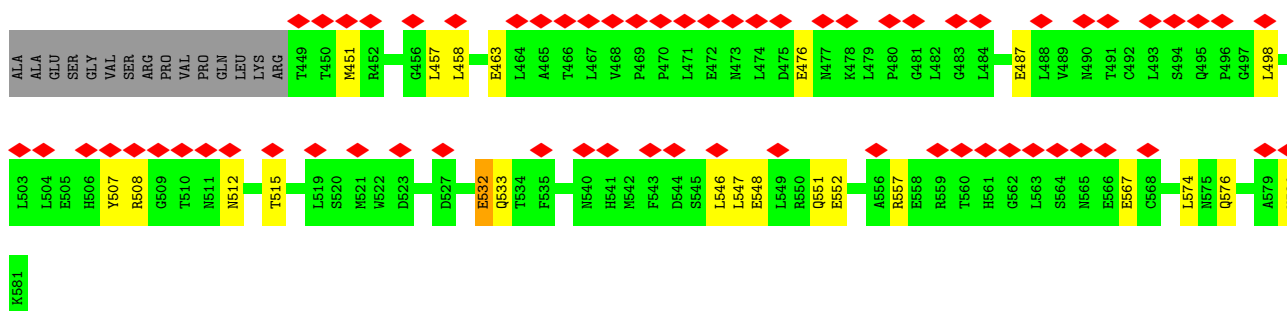 ALA ALA GLU SER GLY VAL SER ARG PRO VAL PRO GLN LEU LYS ARG T449 T450 M451 R452 G456 L457 L458 E463 L464 A465 T466 L467 V468 P469 P470 L471 E472 N473 L474 D475 E476 N477 K478 L479 P480 G481 L482 G483 L484 E487 L488 V489 N490 T491 C492 L493 S494 Q495 P496 G497 L498
L503 L504 E505 H506 Y507 R508 G509 T510 N511 N512 T515 L519 S520 M521 W522 D523 D527 E532 Q533 T534 F535 N540 H541 M542 F543 D544 S545 L546 L547 E548 L549 R550 Q551 E552 A556 R557 E558 R559 T560 H561 G562 L563 S564 N565 E566 E567 C568 L574 N575 Q576 A579
K581